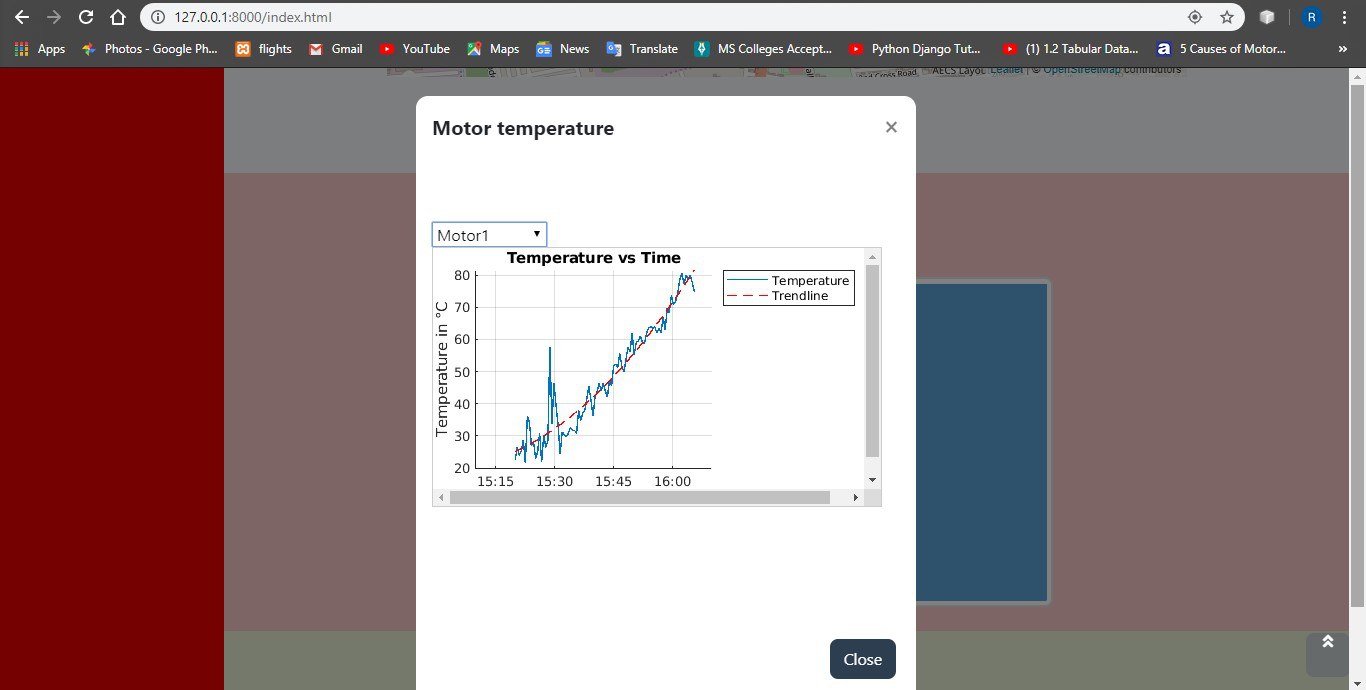 127.0.0.1:8000/index.html
R
Apps Photos - Google Ph... flights Gmail YouTube Maps News Translate MS Colleges Accept... Python Django Tut... (1) 1.2 Tabular Data... 5 Causes of Motor... »
Leaflet | © OpenStreetMap contributors
Motor temperature ×
Motor1
Temperature vs Time
Temperature in °C
80
70
60
50
40
30
20
15:15 15:30 15:45 16:00
Temperature
Trendline
Close